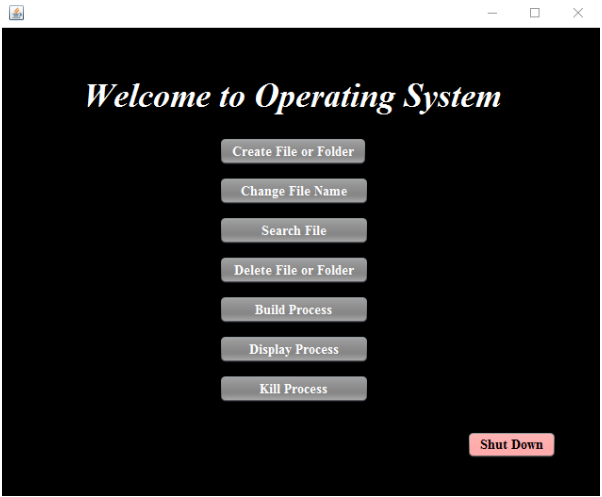 Welcome to Operating System
Create File or Folder
Change File Name
Search File
Delete File or Folder
Build Process
Display Process
Kill Process
Shut Down